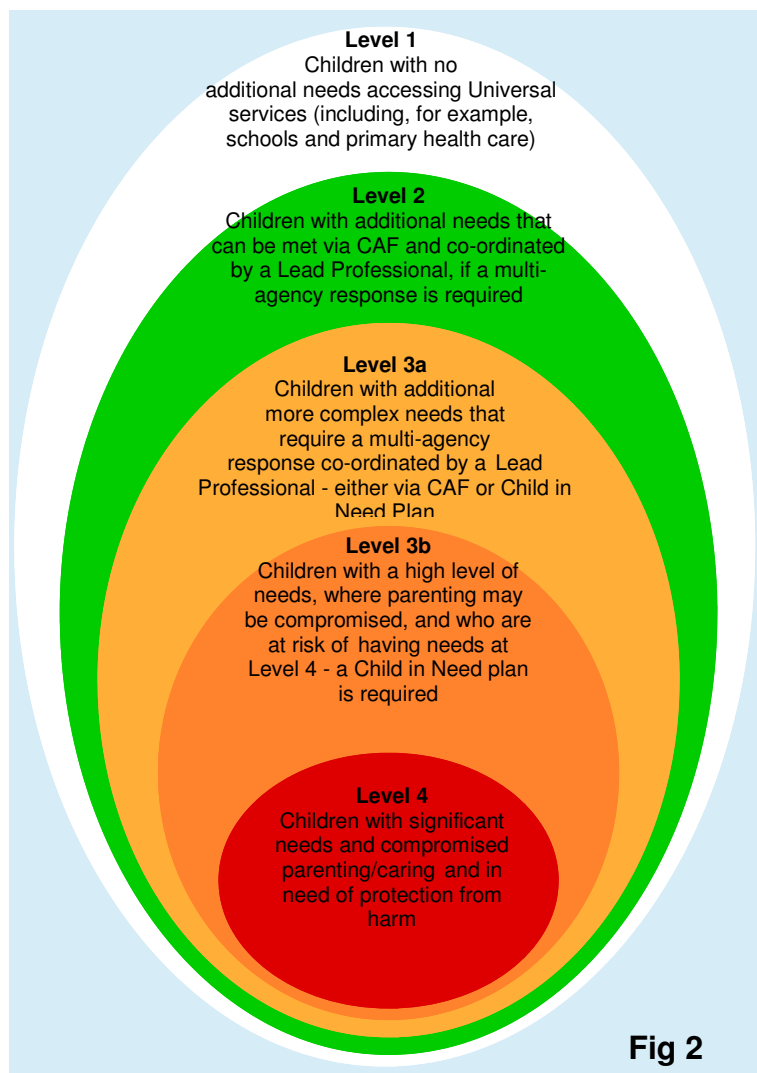 Level 1
Children with no
additional needs accessing Universal
services (including, for example,
schools and primary health care)
Level 2
Children with additional needs that
can be met via CAF and co-ordinated
by a Lead Professional, if a multi-
agency response is required
Level 3a
Children with additional
more complex needs that
require a multi-agency
response co-ordinated by a Lead
Professional - either via CAF or Child in
Need Plan
Level 3b
Children with a high level of
needs, where parenting may
be compromised, and who are
at risk of having needs at
Level 4 - a Child in Need plan
is required
Level 4
Children with significant
needs and compromised
parenting/caring and in
need of protection from
harm
Fig 2